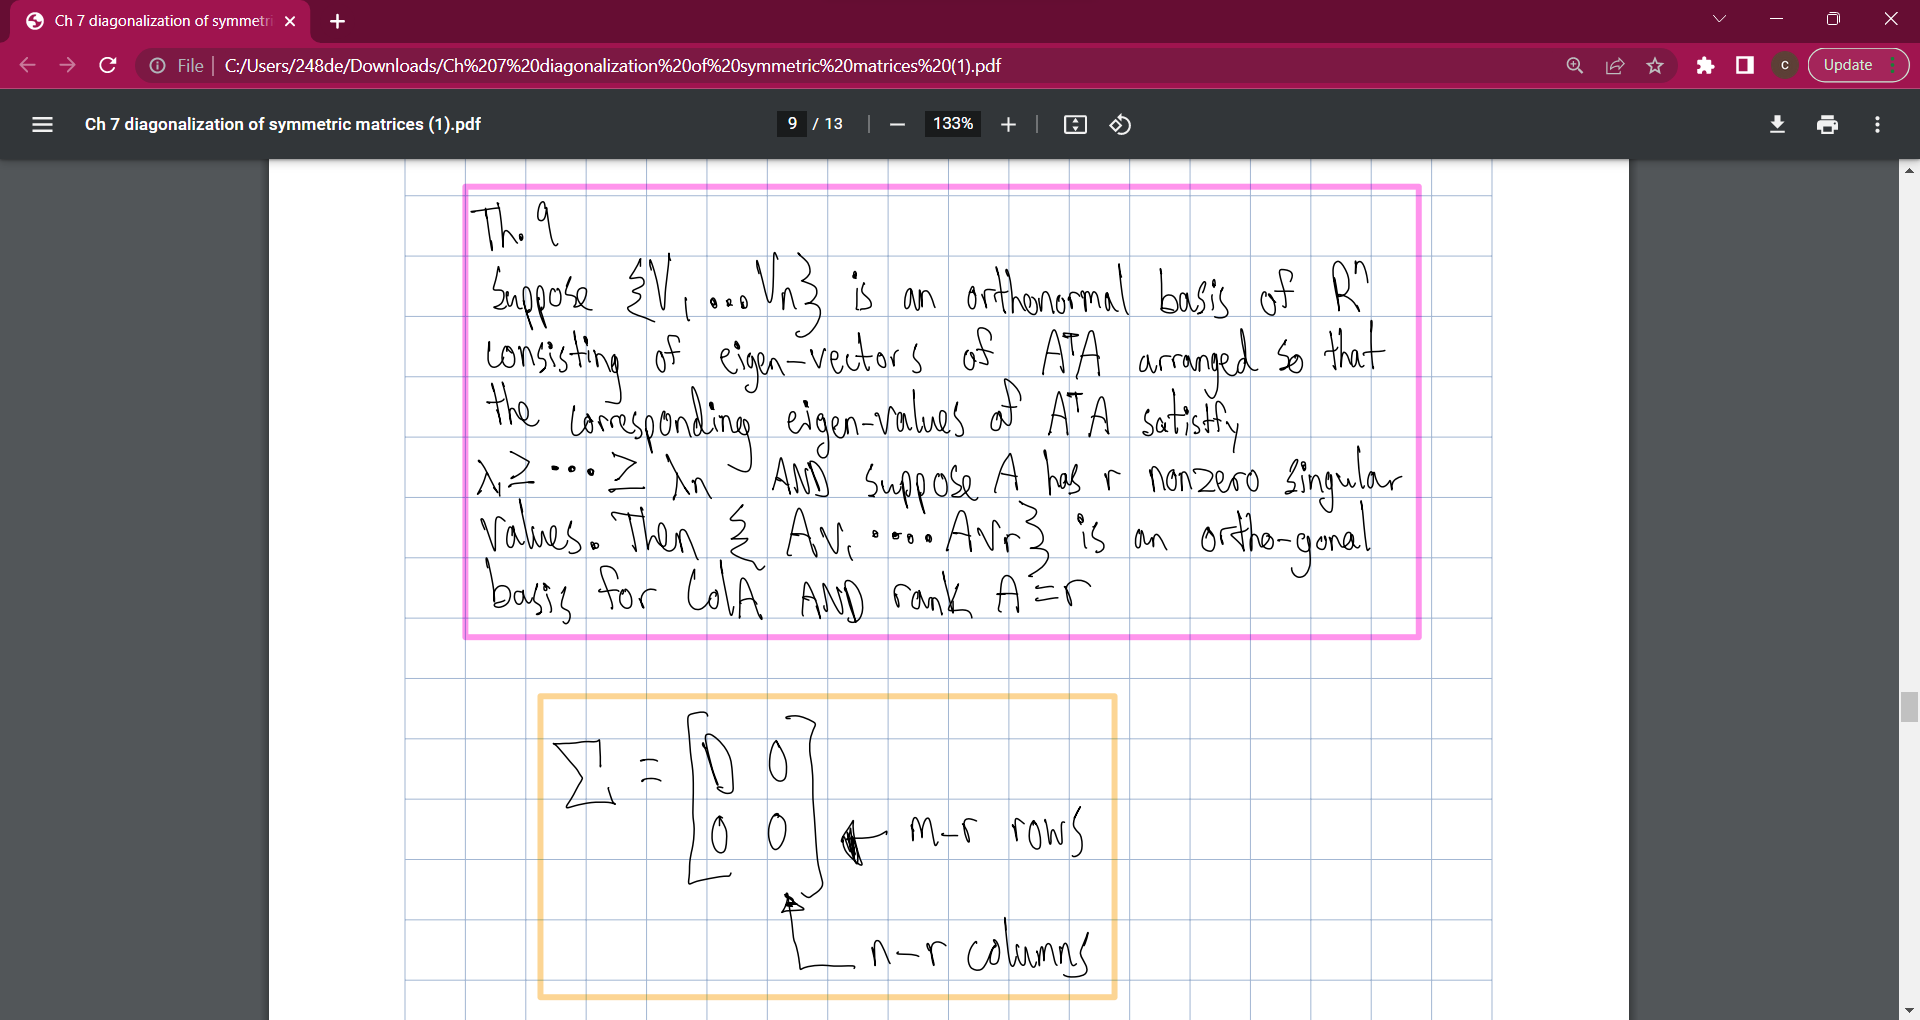 Ch 7 diagonalization of symmetri
File | C:/Users/248de/Downloads/Ch%207%20diagonalization%20of%20symmetric%20matrices%20(1).pdf
C
Update
Ch 7 diagonalization of symmetric matrices (1).pdf
9 / 13
133%
Th. 9
Suppose {V1 .... Vn} is an orthonormal basis of Rⁿ
consisting of eigen-vectors of AᵀA arranged so that
the corresponding eigen-values of AᵀA satistfy
λ1 ≥ ... ≥ λn AND suppose A has r nonzero singular
values. Then { Av1 .... Avr} is an ortho-gonal
basis for ColA AND rank A = r
Σ = [D 0
0 0] ← m-r rows
n-r columns